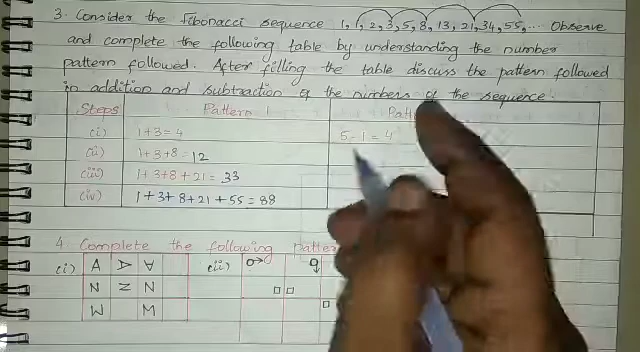 3. Consider the Fibonacci sequence 1, 1, 2, 3, 5, 8, 13, 21, 34, 55, ... Observe
and complete the following table by understanding the number
pattern followed. After filling the table discuss the pattern followed
in addition and subtraction of the numbers of the sequence.
Steps Pattern 1
(i) 1+3=4 5-1=4
(ii) 1+3+8=12
(iii) 1+3+8+21=33
(iv) 1+3+8+21+55=88
4. Complete the following
(i) A A A (ii)
N N N
W M